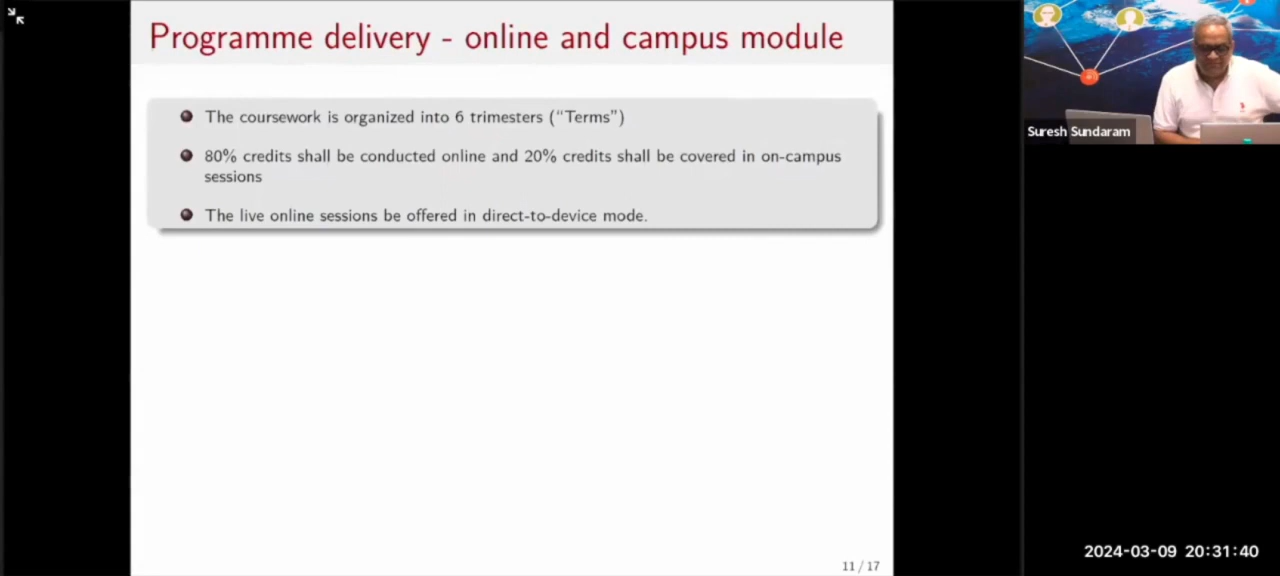 Programme delivery - online and campus module
The coursework is organized into 6 trimesters (“Terms”)
80% credits shall be conducted online and 20% credits shall be covered in on-campus
sessions
The live online sessions be offered in direct-to-device mode.
11 / 17
Suresh Sundaram
2024-03-09 20:31:40